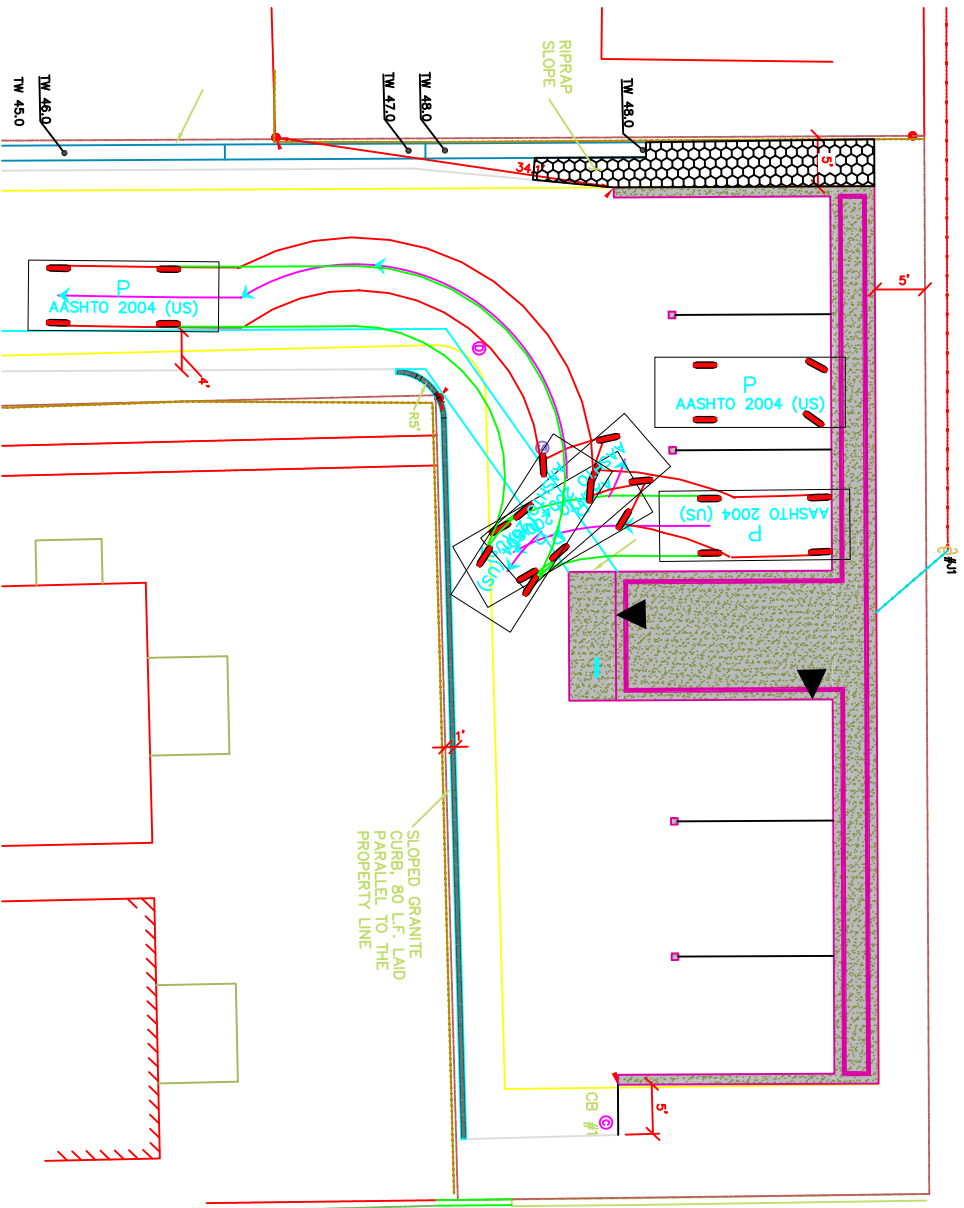 RIPRAP
SLOPE
TW 48.0
TW 48.0
TW 47.0
TW 46.0
TW 45.0
5'
5'
P
AASHTO 2004 (US)
4'
R5'
D
P
AASHTO 2004 (US)
P
AASHTO 2004 (US)
#J1
1'
SLOPED GRANITE
CURB, 80 L.F. LAID
PARALLEL TO THE
PROPERTY LINE
CB #1
C
5'